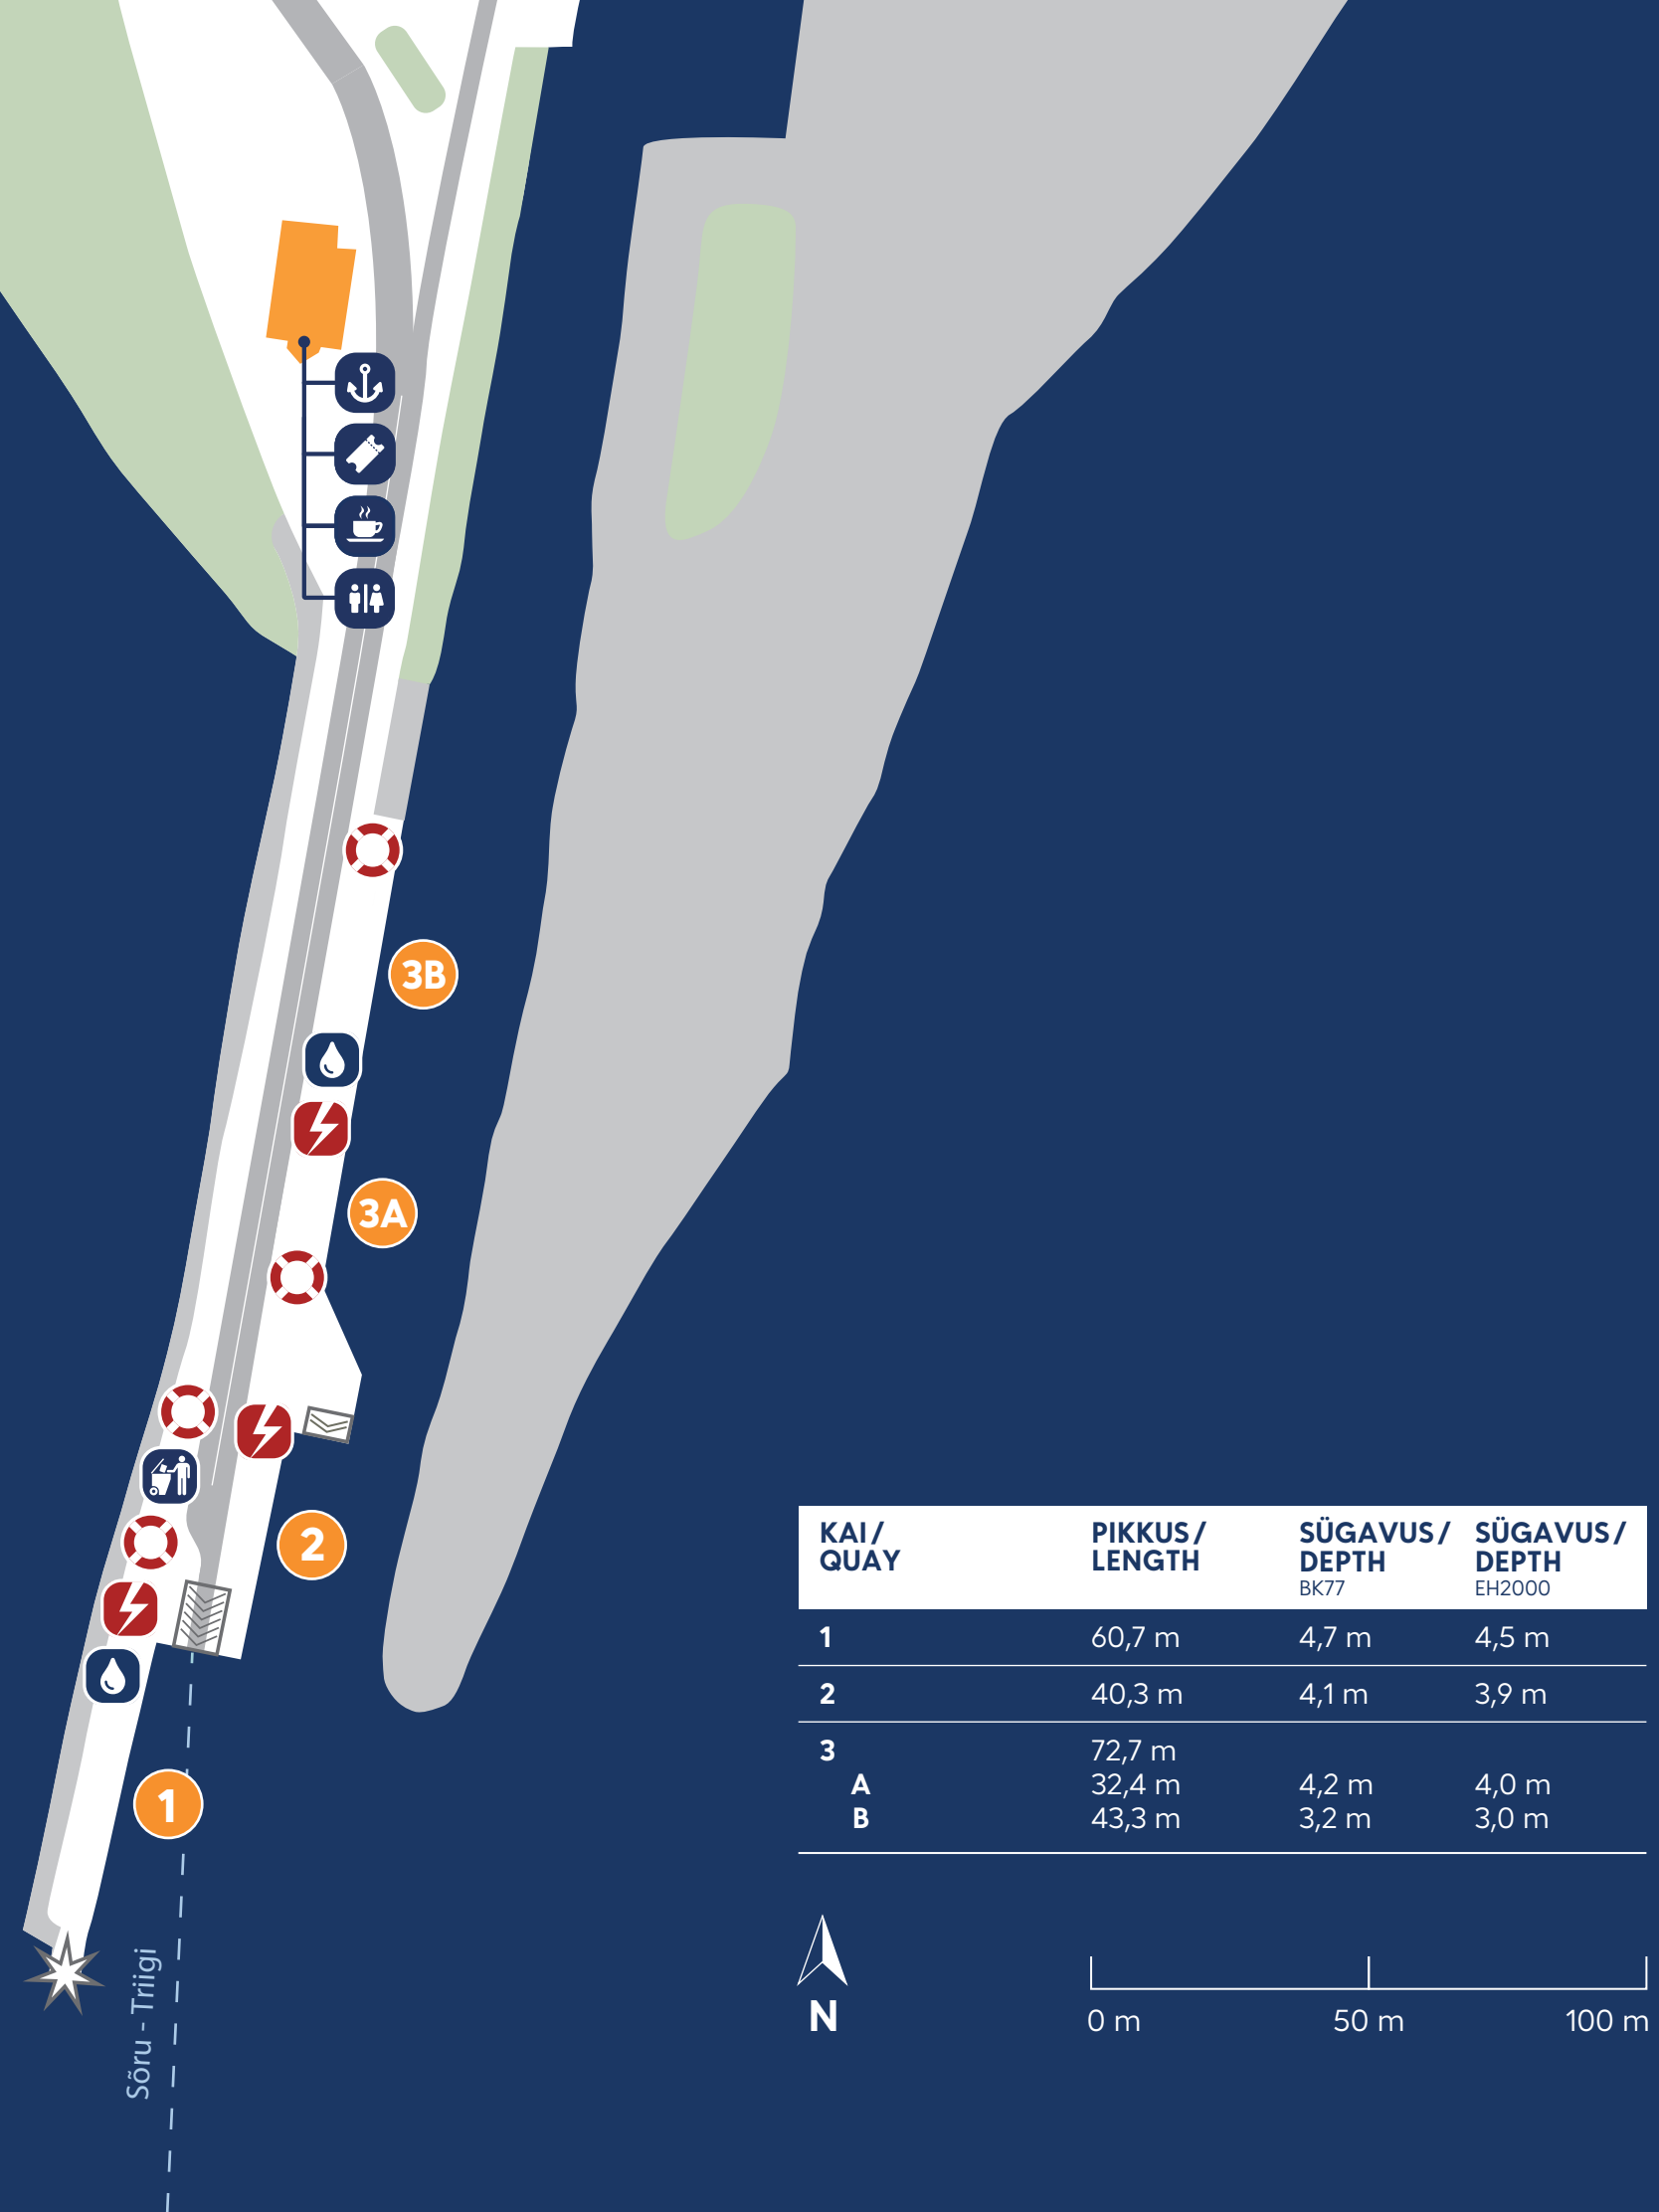 3B
3A
2
1
Sõru - Triigi
KAI/ PIKKUS/ SÜGAVUS/ SÜGAVUS/
QUAY LENGTH DEPTH DEPTH
BK77 EH2000
1 60,7 m 4,7 m 4,5 m
2 40,3 m 4,1 m 3,9 m
3 72,7 m
A 32,4 m 4,2 m 4,0 m
B 43,3 m 3,2 m 3,0 m
N
0 m 50 m 100 m